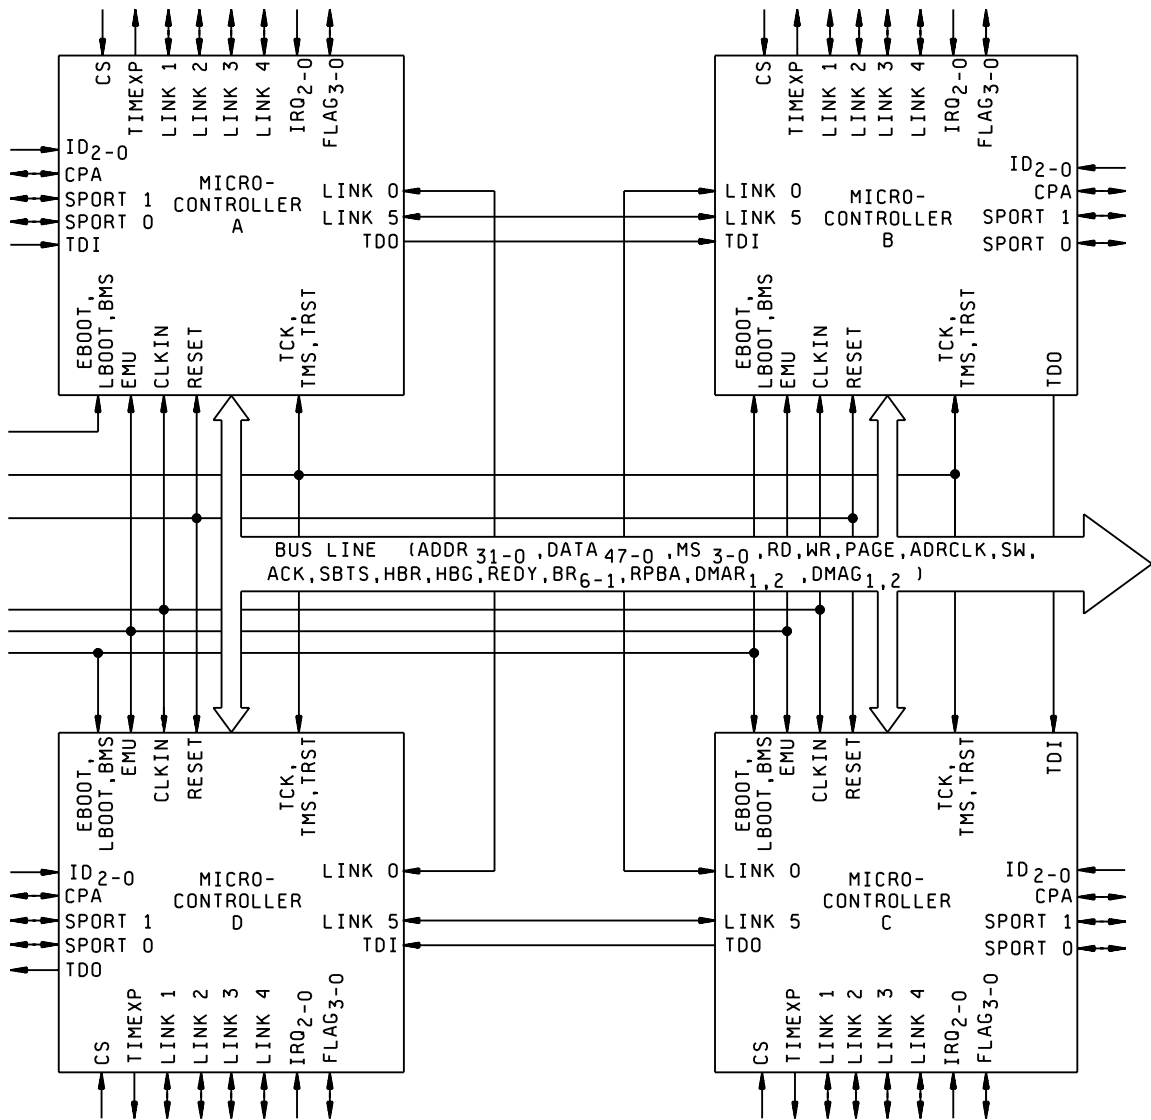 CS
TIMEXP
LINK 1
LINK 2
LINK 3
LINK 4
IRQ2-0
FLAG3-0
ID2-0
CPA
SPORT 1
SPORT 0
TDI
MICRO-
CONTROLLER
A
LINK 0
LINK 5
TDO
EBOOT,
LBOOT,BMS
EMU
CLKIN
RESET
TCK,
TMS,TRST
CS
TIMEXP
LINK 1
LINK 2
LINK 3
LINK 4
IRQ2-0
FLAG3-0
LINK 0
LINK 5
TDI
MICRO-
CONTROLLER
B
ID2-0
CPA
SPORT 1
SPORT 0
EBOOT,
LBOOT,BMS
EMU
CLKIN
RESET
TCK,
TMS,TRST
TDO
BUS LINE (ADDR31-0,DATA47-0,MS3-0,RD,WR,PAGE,ADRCLK,SW,
ACK,SBTS,HBR,HBG,REDY,BR6-1,RPBA,DMAR1,2,DMAG1,2)
EBOOT,
LBOOT,BMS
EMU
CLKIN
RESET
TCK,
TMS,TRST
ID2-0
CPA
SPORT 1
SPORT 0
TDO
MICRO-
CONTROLLER
D
LINK 0
LINK 5
TDI
CS
TIMEXP
LINK 1
LINK 2
LINK 3
LINK 4
IRQ2-0
FLAG3-0
EBOOT,
LBOOT,BMS
EMU
CLKIN
RESET
TCK,
TMS,TRST
TDI
LINK 0
LINK 5
TDO
MICRO-
CONTROLLER
C
ID2-0
CPA
SPORT 1
SPORT 0
CS
TIMEXP
LINK 1
LINK 2
LINK 3
LINK 4
IRQ2-0
FLAG3-0